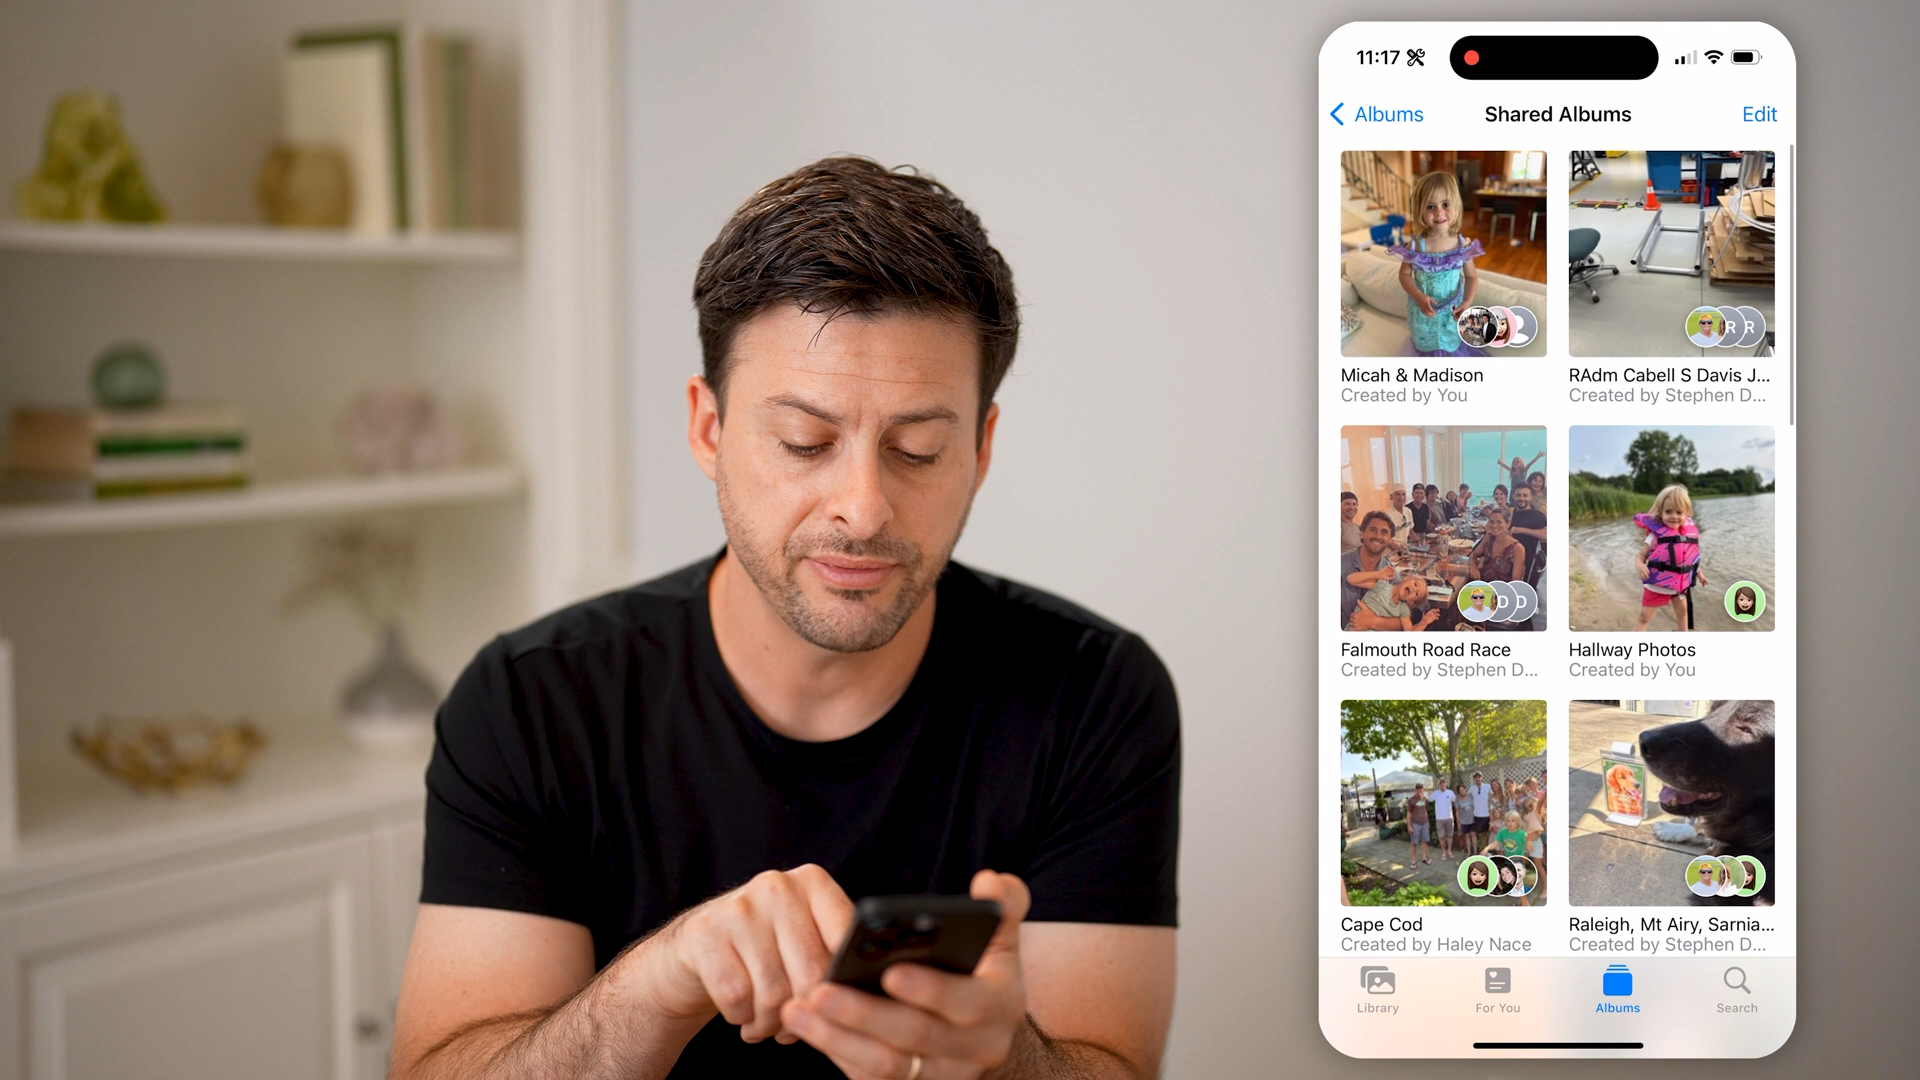 11:17
Albums
Shared Albums
Edit
R
R
Micah & Madison
Created by You
RAdm Cabell S Davis J...
Created by Stephen D...
D
D
Falmouth Road Race
Created by Stephen D...
Hallway Photos
Created by You
Cape Cod
Created by Haley Nace
Raleigh, Mt Airy, Sarnia...
Created by Stephen D...
Library
For You
Albums
Search